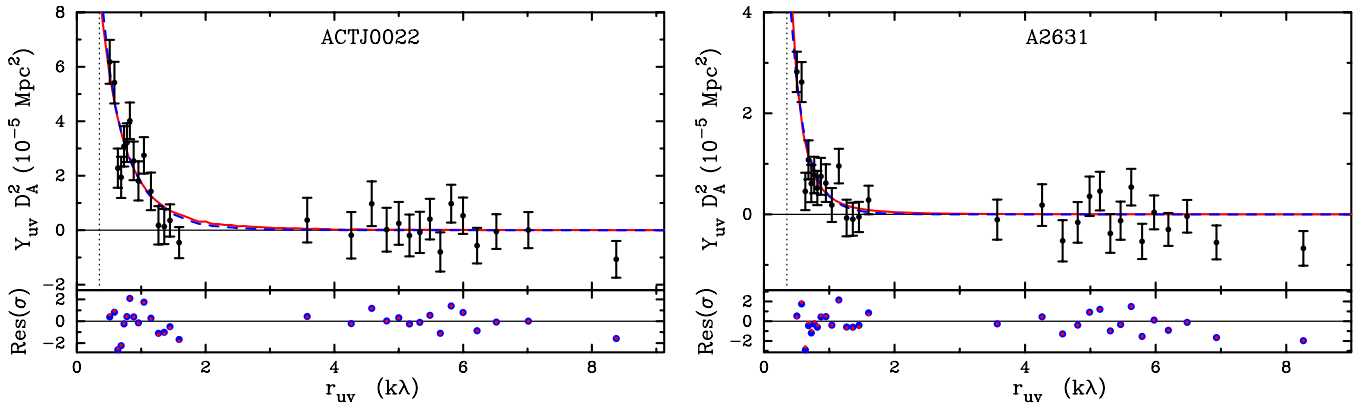 ACTJ0022
Y_uv D_A^2 (10^-5 Mpc^2)
8
6
4
2
0
−2
Res(σ)
2
0
−2
0 2 4 6 8
r_uv (kλ)
A2631
Y_uv D_A^2 (10^-5 Mpc^2)
4
2
0
Res(σ)
2
0
−2
0 2 4 6 8
r_uv (kλ)